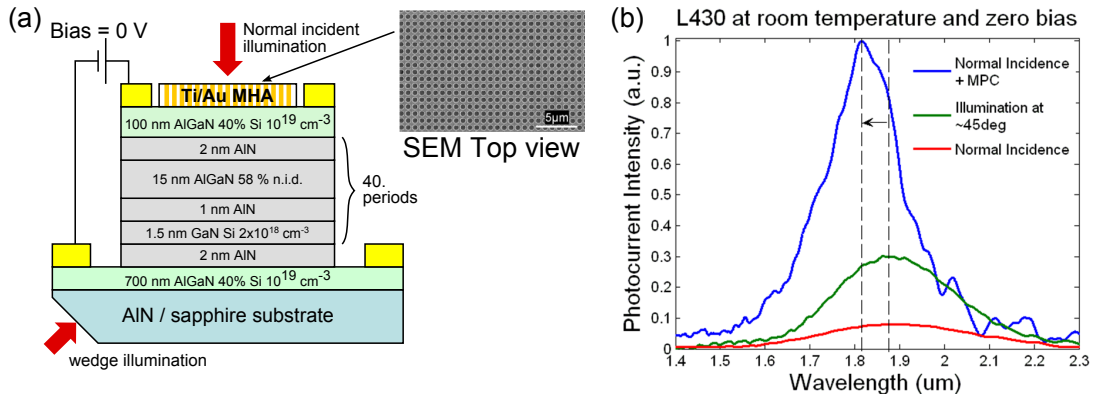 (a)
Bias = 0 V
Normal incident
illumination
Ti/Au MHA
5µm
SEM Top view
100 nm AlGaN 40% Si 10^19 cm^-3
2 nm AlN
15 nm AlGaN 58 % n.i.d.
1 nm AlN
1.5 nm GaN Si 2x10^18 cm^-3
2 nm AlN
40.
periods
700 nm AlGaN 40% Si 10^19 cm^-3
AlN / sapphire substrate
wedge illumination
(b)
L430 at room temperature and zero bias
Photocurrent Intensity (a.u.)
1
0.9
0.8
0.7
0.6
0.5
0.4
0.3
0.2
0.1
0
1.4
1.5
1.6
1.7
1.8
1.9
2
2.1
2.2
2.3
Wavelength (um)
Normal Incidence
+ MPC
Illumination at
~45deg
Normal Incidence